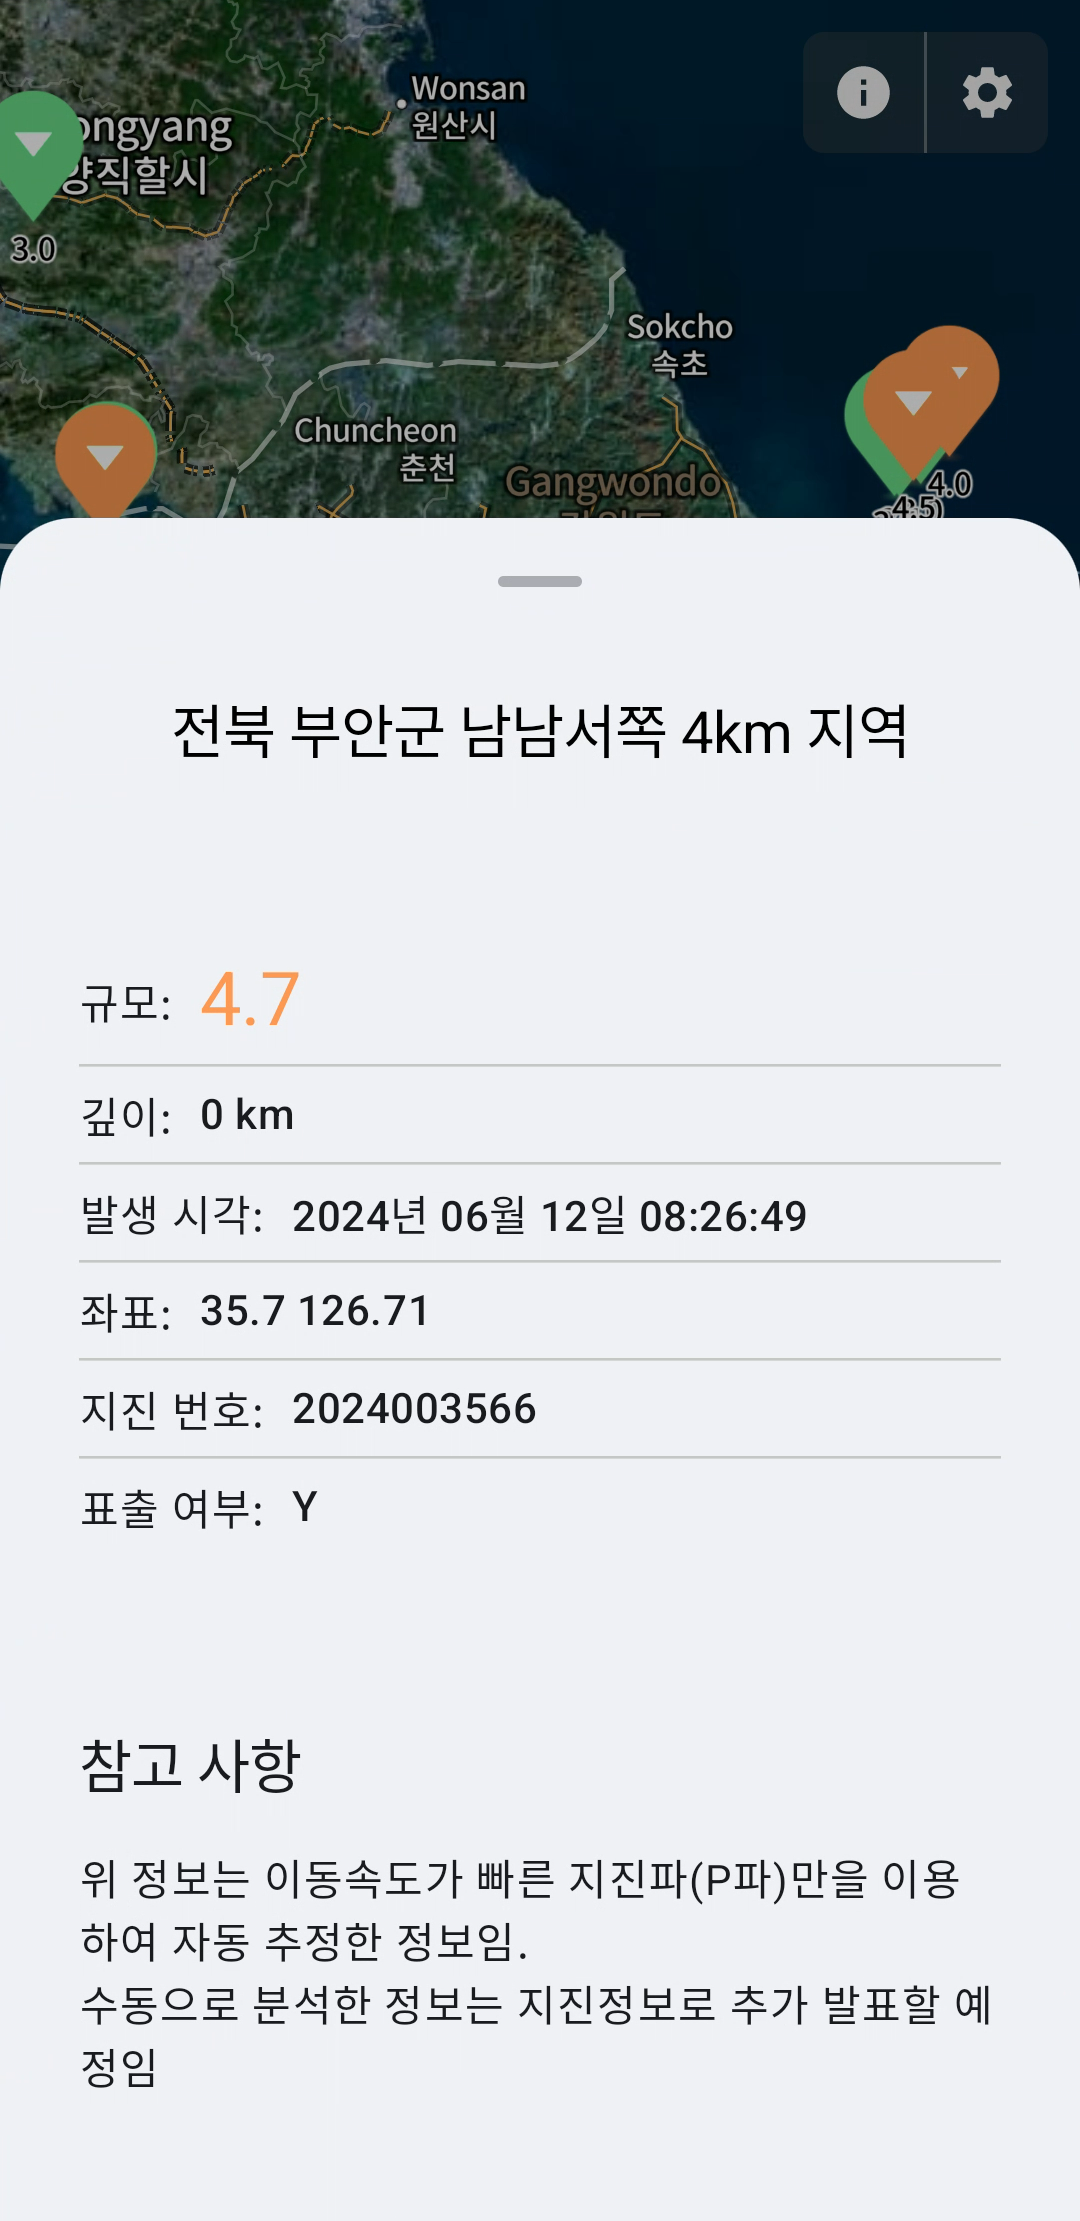 Wonsan
원산시
ongyang
양직할시
3.0
Sokcho
속초
Chuncheon
춘천
Gangwondo
4.0
4.5
전북 부안군 남남서쪽 4km 지역
규모: 4.7
깊이: 0 km
발생 시각: 2024년 06월 12일 08:26:49
좌표: 35.7 126.71
지진 번호: 2024003566
표출 여부: Y
참고 사항
위 정보는 이동속도가 빠른 지진파(P파)만을 이용
하여 자동 추정한 정보임.
수동으로 분석한 정보는 지진정보로 추가 발표할 예
정임